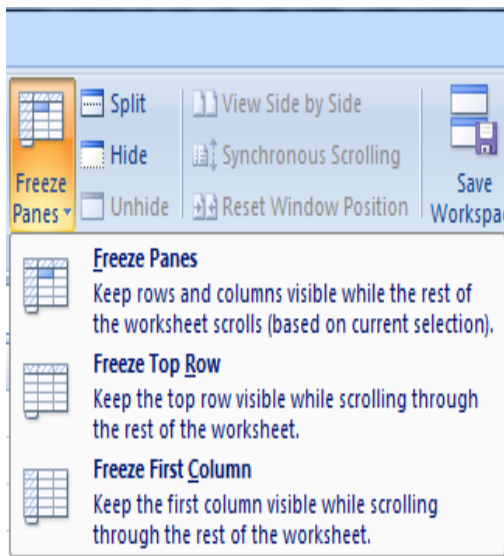 Split
View Side by Side
Hide
Synchronous Scrolling
Freeze
Panes
Unhide
Reset Window Position
Save
Workspac
Freeze Panes
Keep rows and columns visible while the rest of
the worksheet scrolls (based on current selection).
Freeze Top Row
Keep the top row visible while scrolling through
the rest of the worksheet.
Freeze First Column
Keep the first column visible while scrolling
through the rest of the worksheet.